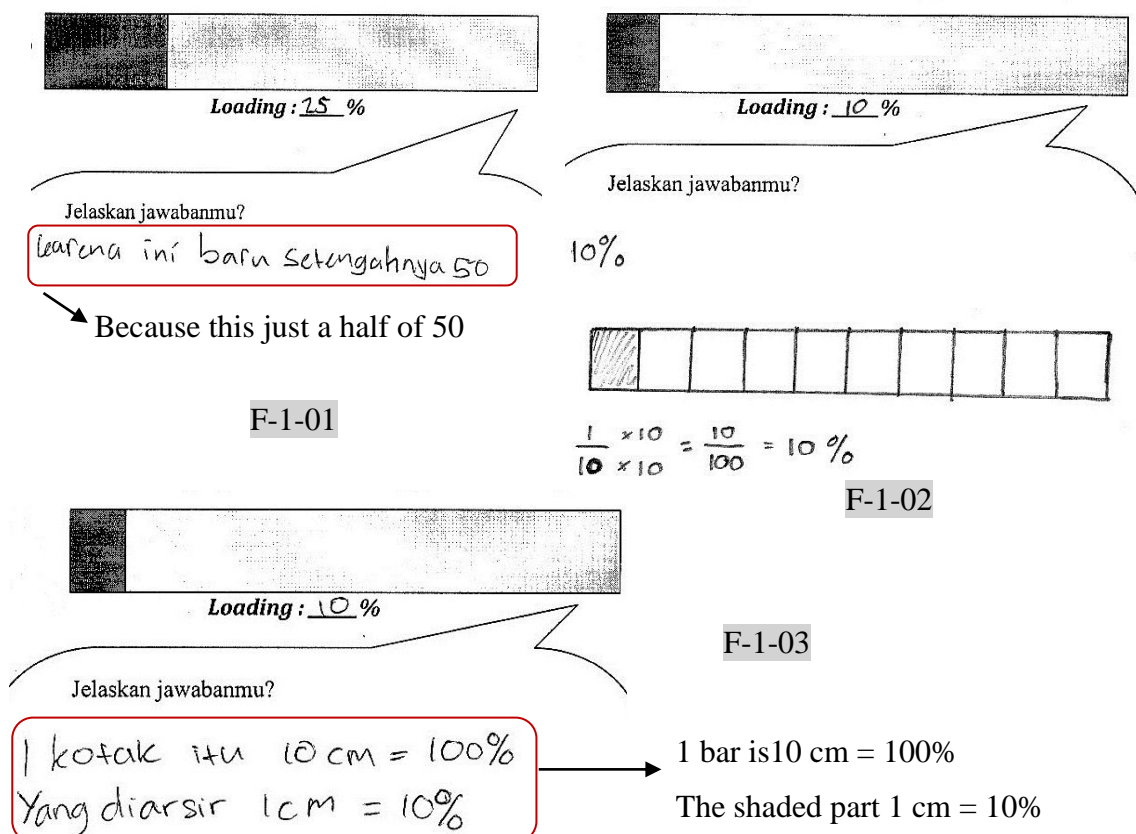 Loading : 25 %
Jelaskan jawabanmu?
karena ini baru setengahnya 50
Because this just a half of 50
F-1-01
Loading : 10 %
Jelaskan jawabanmu?
10%
1/10 ×10/×10 = 10/100 = 10 %
F-1-02
Loading : 10 %
Jelaskan jawabanmu?
1 kotak itu 10 cm = 100%
Yang diarsir 1 cm = 10%
F-1-03
1 bar is10 cm = 100%
The shaded part 1 cm = 10%